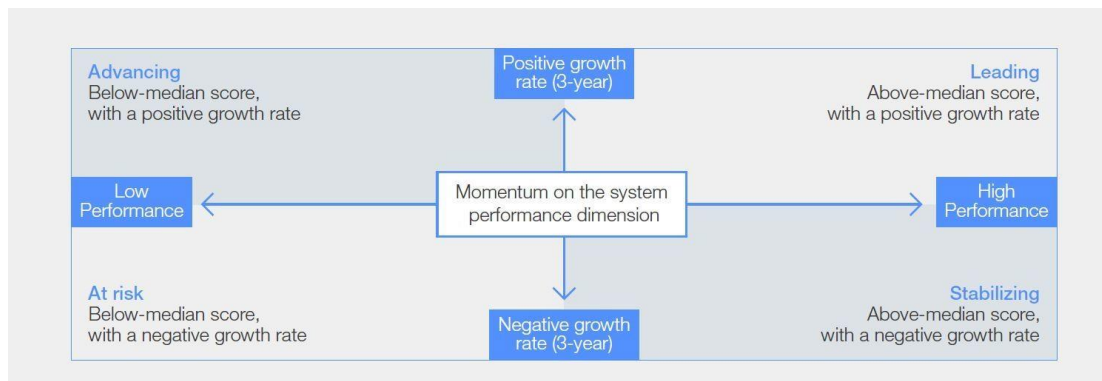 Advancing
Below-median score,
with a positive growth rate
Positive growth
rate (3-year)
Leading
Above-median score,
with a positive growth rate
Low
Performance
Momentum on the system
performance dimension
High
Performance
At risk
Below-median score,
with a negative growth rate
Negative growth
rate (3-year)
Stabilizing
Above-median score,
with a negative growth rate